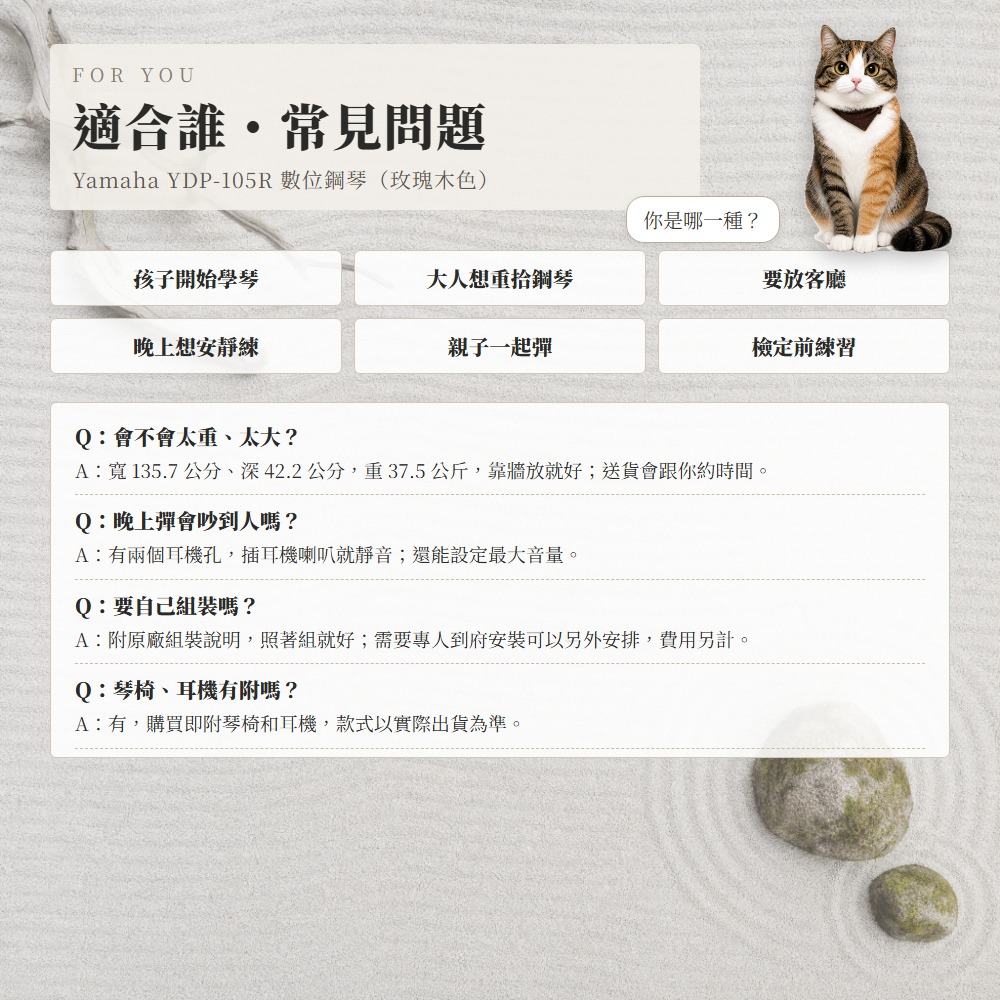 FOR YOU
適合誰・常見問題
Yamaha YDP-105R 數位鋼琴（玫瑰木色）
你是哪一種？
孩子開始學琴
大人想重拾鋼琴
要放客廳
晚上想安靜練
親子一起彈
檢定前練習
Q：會不會太重、太大？
A：寬 135.7 公分、深 42.2 公分，重 37.5 公斤，靠牆放就好；送貨會跟你約時間。
Q：晚上彈會吵到人嗎？
A：有兩個耳機孔，插耳機喇叭就靜音；還能設定最大音量。
Q：要自己組裝嗎？
A：附原廠組裝說明，照著組就好；需要專人到府安裝可以另外安排，費用另計。
Q：琴椅、耳機有附嗎？
A：有，購買即附琴椅和耳機，款式以實際出貨為準。